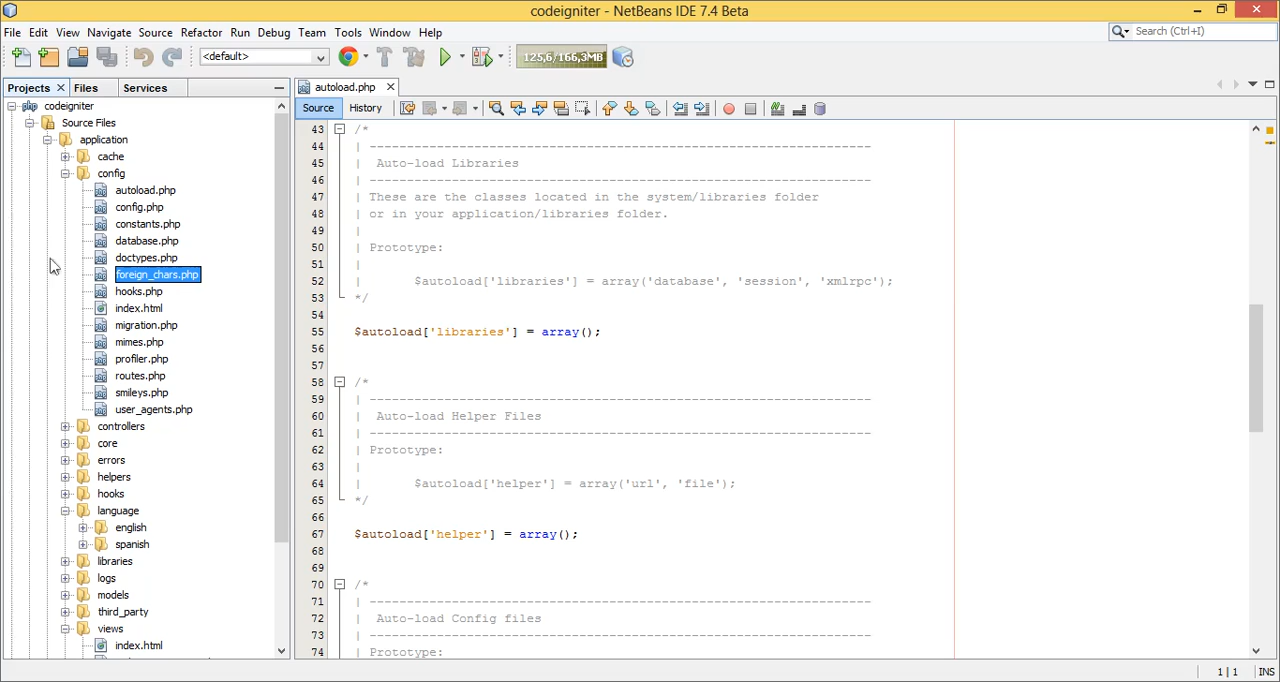 codeigniter - NetBeans IDE 7.4 Beta
File Edit View Navigate Source Refactor Run Debug Team Tools Window Help
Search (Ctrl+I)
<default>
125,6/166,3MB
Projects Files Services
autoload.php
Source History
codeigniter
Source Files
application
cache
config
autoload.php
config.php
constants.php
database.php
doctypes.php
foreign_chars.php
hooks.php
index.html
migration.php
mimes.php
profiler.php
routes.php
smileys.php
user_agents.php
controllers
core
errors
helpers
hooks
language
english
spanish
libraries
logs
models
third_party
views
index.html
43 /*
44 | -------------------------------------------------------------------
45 |  Auto-load Libraries
46 | -------------------------------------------------------------------
47 | These are the classes located in the system/libraries folder
48 | or in your application/libraries folder.
49 |
50 | Prototype:
51 |
52 |	$autoload['libraries'] = array('database', 'session', 'xmlrpc');
53 */
54
55 $autoload['libraries'] = array();
56
57
58 /*
59 | -------------------------------------------------------------------
60 |  Auto-load Helper Files
61 | -------------------------------------------------------------------
62 | Prototype:
63 |
64 |	$autoload['helper'] = array('url', 'file');
65 */
66
67 $autoload['helper'] = array();
68
69
70 /*
71 | -------------------------------------------------------------------
72 |  Auto-load Config files
73 | -------------------------------------------------------------------
74 | Prototype:
1|1 INS